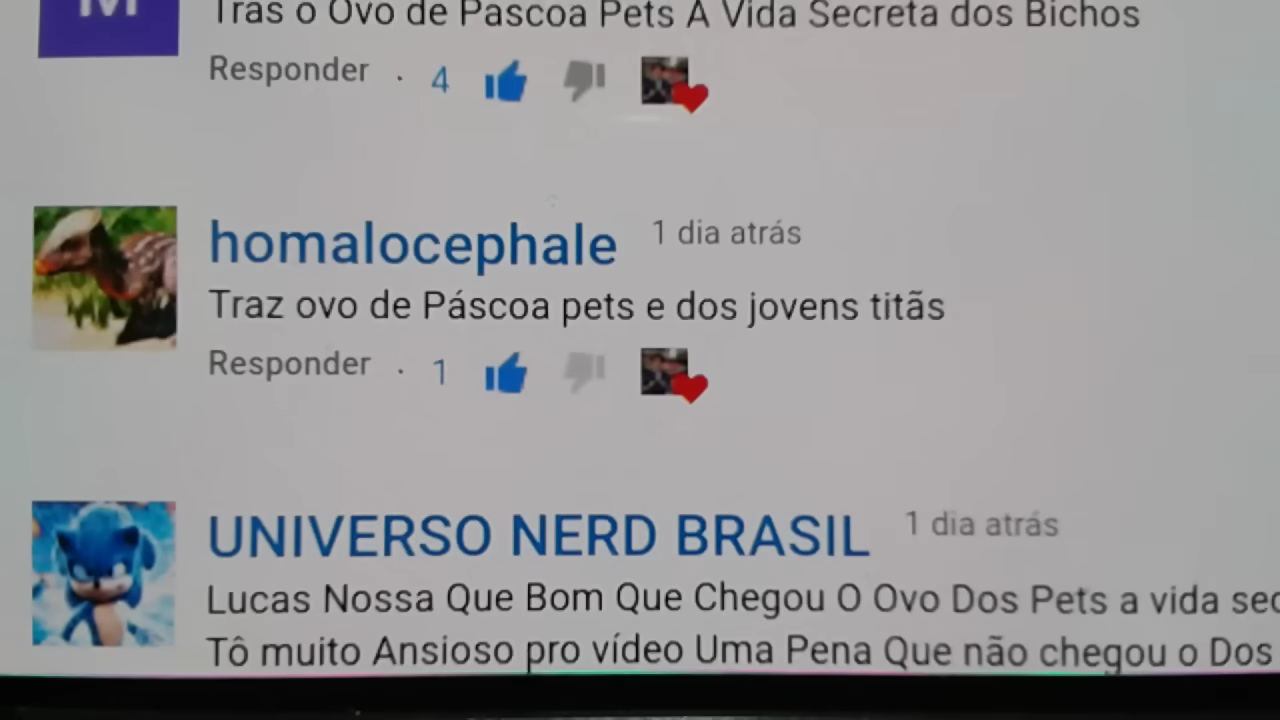 M
Tras o Ovo de Pascoa Pets A Vida Secreta dos Bichos
Responder . 4
homalocephale 1 dia atrás
Traz ovo de Páscoa pets e dos jovens titãs
Responder . 1
UNIVERSO NERD BRASIL 1 dia atrás
Lucas Nossa Que Bom Que Chegou O Ovo Dos Pets a vida
Tô muito Ansioso pro vídeo Uma Pena Que não chegou o Dos